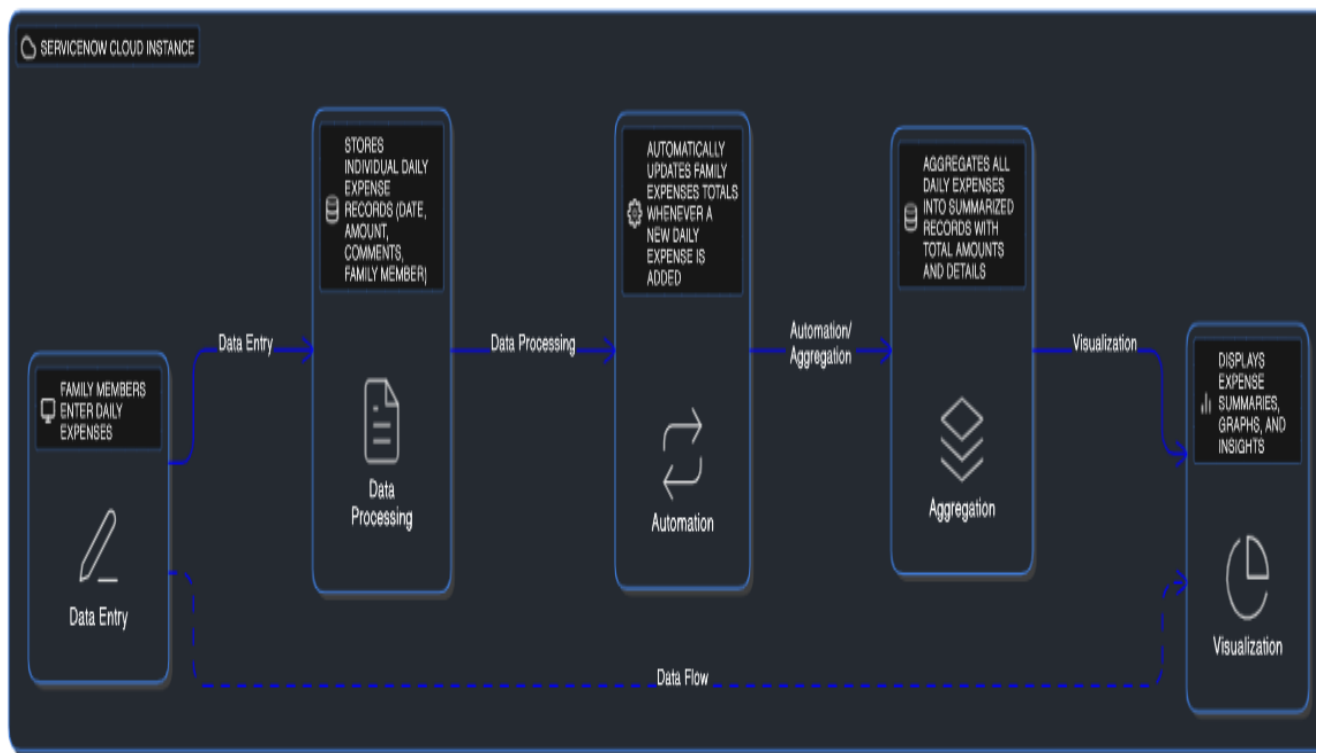 SERVICENOW CLOUD INSTANCE
FAMILY MEMBERS
ENTER DAILY
EXPENSES
Data Entry
Data Entry
STORES
INDIVIDUAL DAILY
EXPENSE
RECORDS (DATE,
AMOUNT,
COMMENTS,
FAMILY MEMBER)
Data
Processing
Data Processing
AUTOMATICALLY
UPDATES FAMILY
EXPENSES TOTALS
WHENEVER A
NEW DAILY
EXPENSE IS
ADDED
Automation
Automation/
Aggregation
AGGREGATES ALL
DAILY EXPENSES
INTO SUMMARIZED
RECORDS WITH
TOTAL AMOUNTS
AND DETAILS
Aggregation
Visualization
DISPLAYS
EXPENSE
SUMMARIES,
GRAPHS, AND
INSIGHTS
Visualization
Data Flow